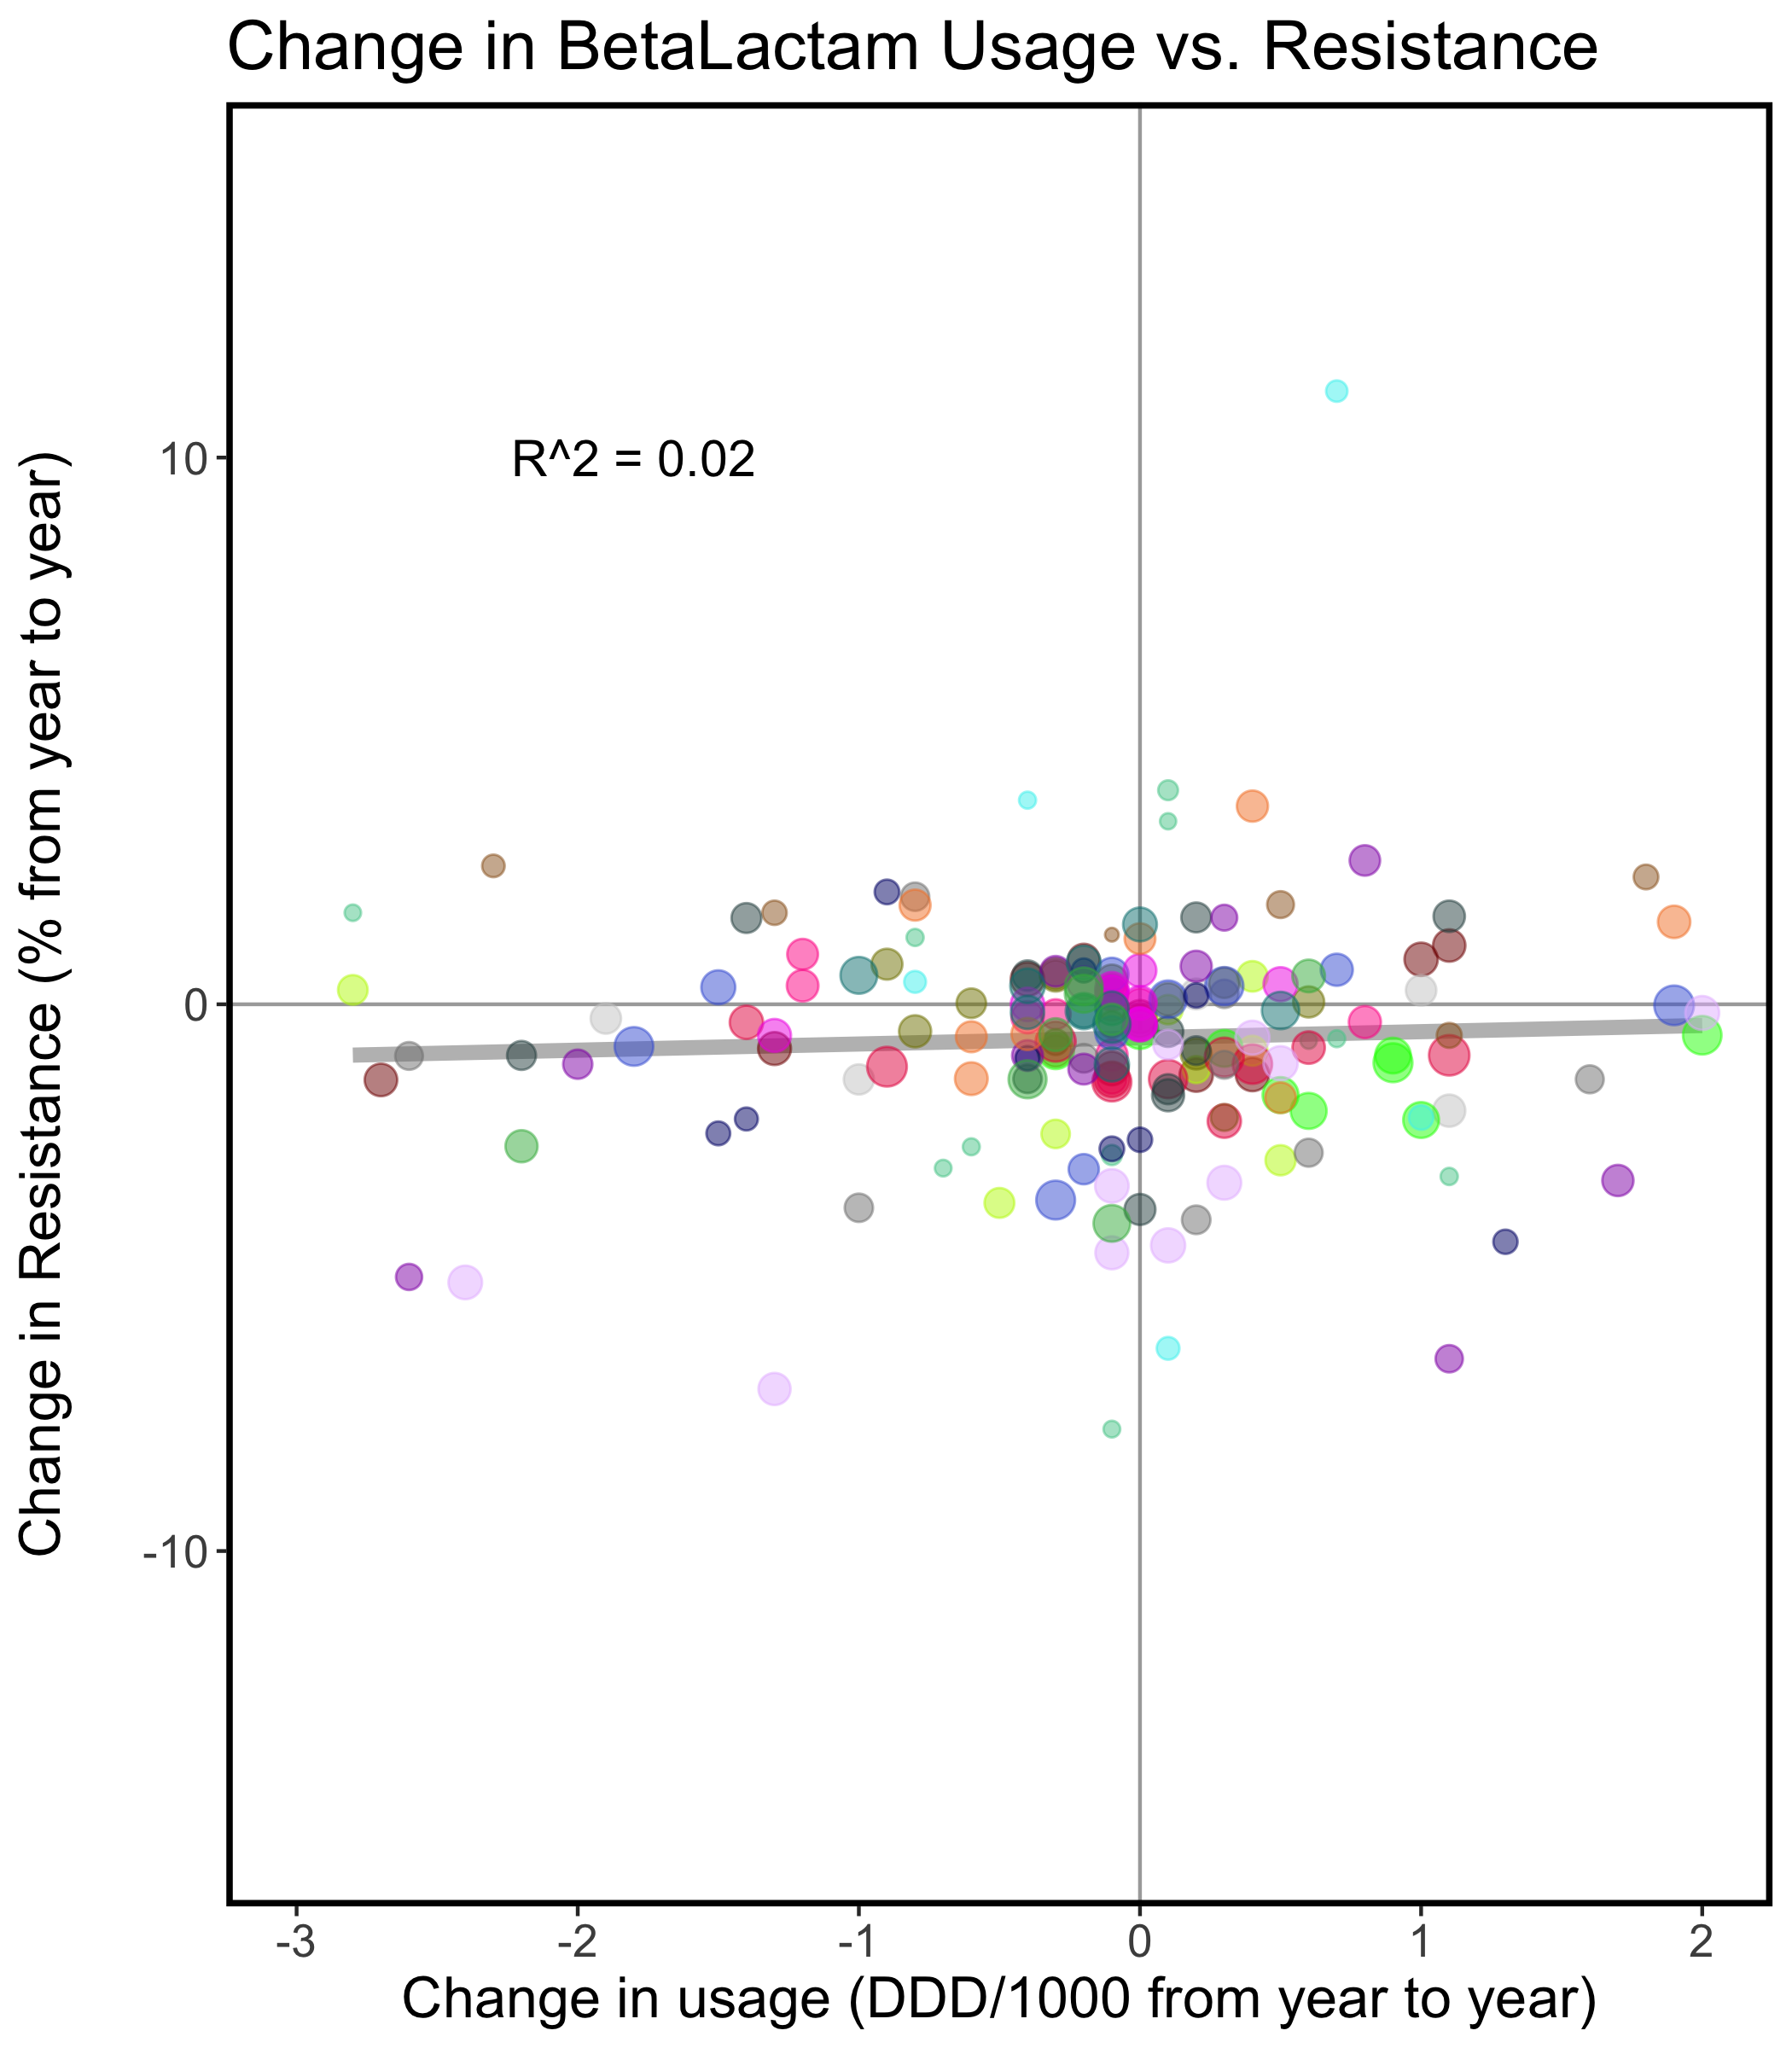 Change in BetaLactam Usage vs. Resistance
Change in Resistance (% from year to year)
10
0
-10
R^2 = 0.02
-3
-2
-1
0
1
2
Change in usage (DDD/1000 from year to year)